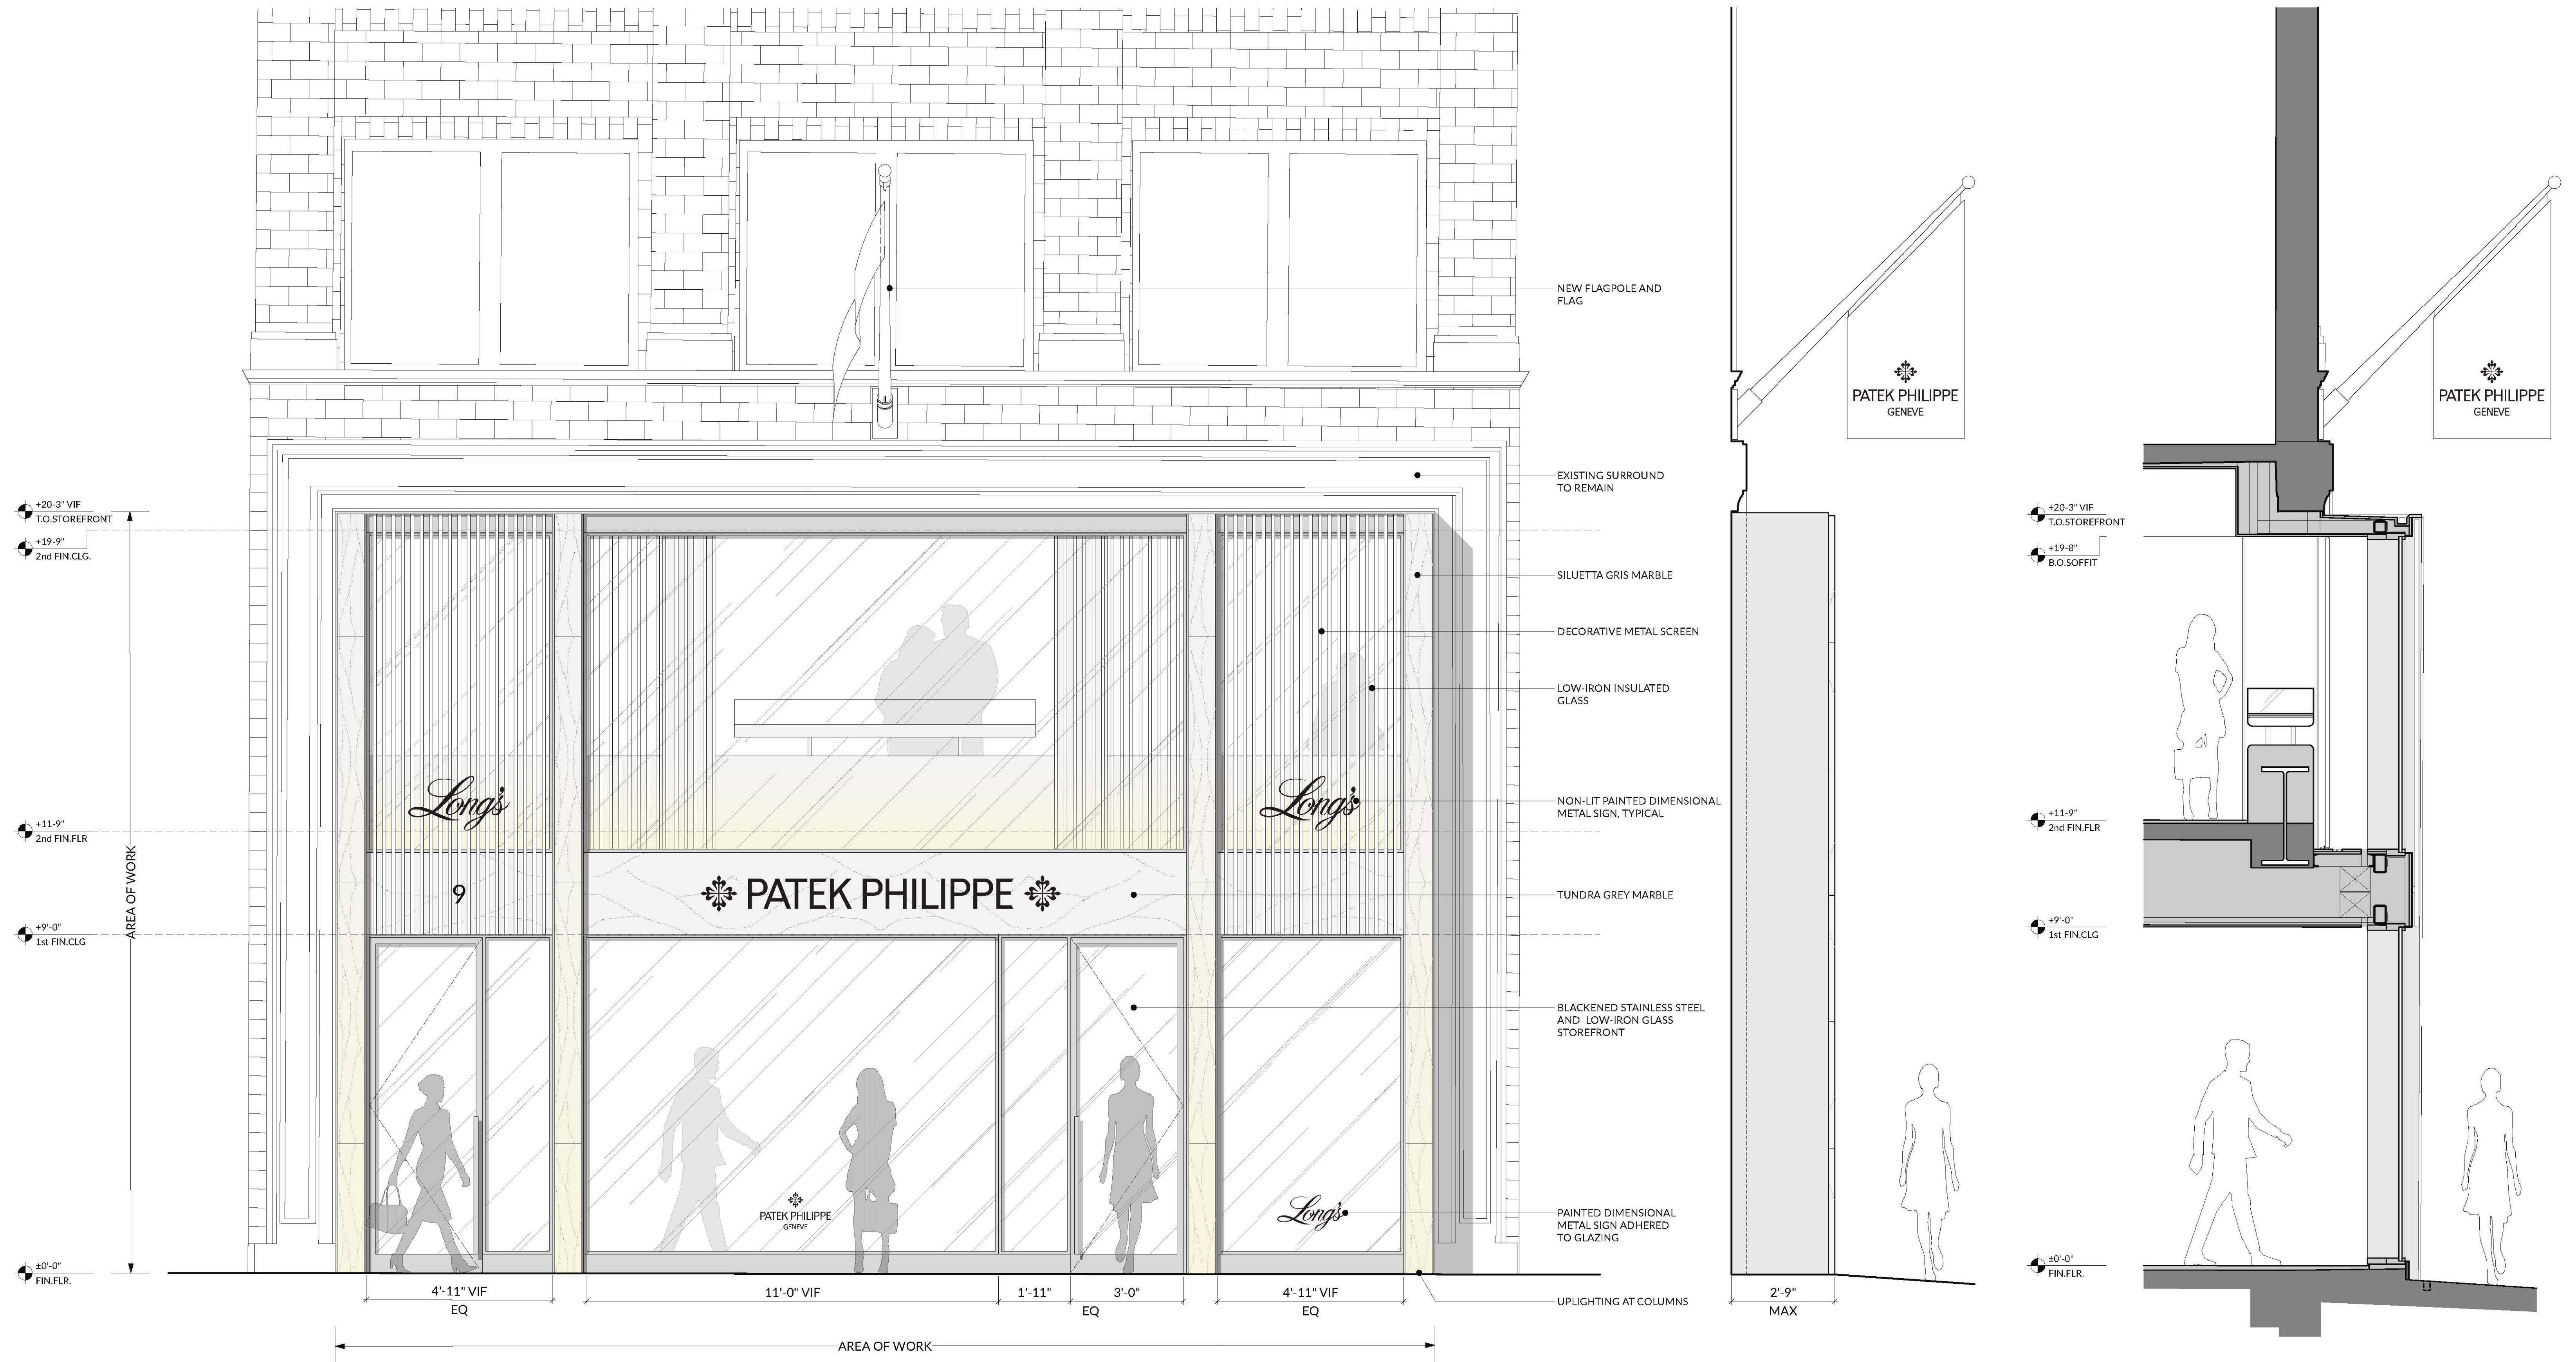 NEW FLAGPOLE AND
FLAG
EXISTING SURROUND
TO REMAIN
SILUETTA GRIS MARBLE
DECORATIVE METAL SCREEN
LOW-IRON INSULATED
GLASS
NON-LIT PAINTED DIMENSIONAL
METAL SIGN, TYPICAL
TUNDRA GREY MARBLE
BLACKENED STAINLESS STEEL
AND LOW-IRON GLASS
STOREFRONT
PAINTED DIMENSIONAL
METAL SIGN ADHERED
TO GLAZING
UPLIGHTING AT COLUMNS
+20-3" VIF
T.O.STOREFRONT
+19-9"
2nd FIN.CLG.
+11-9"
2nd FIN.FLR
+9'-0"
1st FIN.CLG
±0'-0"
FIN.FLR.
AREA OF WORK
Long's
Long's
9
PATEK PHILIPPE
PATEK PHILIPPE
GENEVE
Long's
4'-11" VIF
EQ
11'-0" VIF
1'-11"
3'-0"
EQ
4'-11" VIF
EQ
AREA OF WORK
PATEK PHILIPPE
GENEVE
2'-9"
MAX
PATEK PHILIPPE
GENEVE
+20-3" VIF
T.O.STOREFRONT
+19-8"
B.O.SOFFIT
+11-9"
2nd FIN.FLR
+9'-0"
1st FIN.CLG
±0'-0"
FIN.FLR.